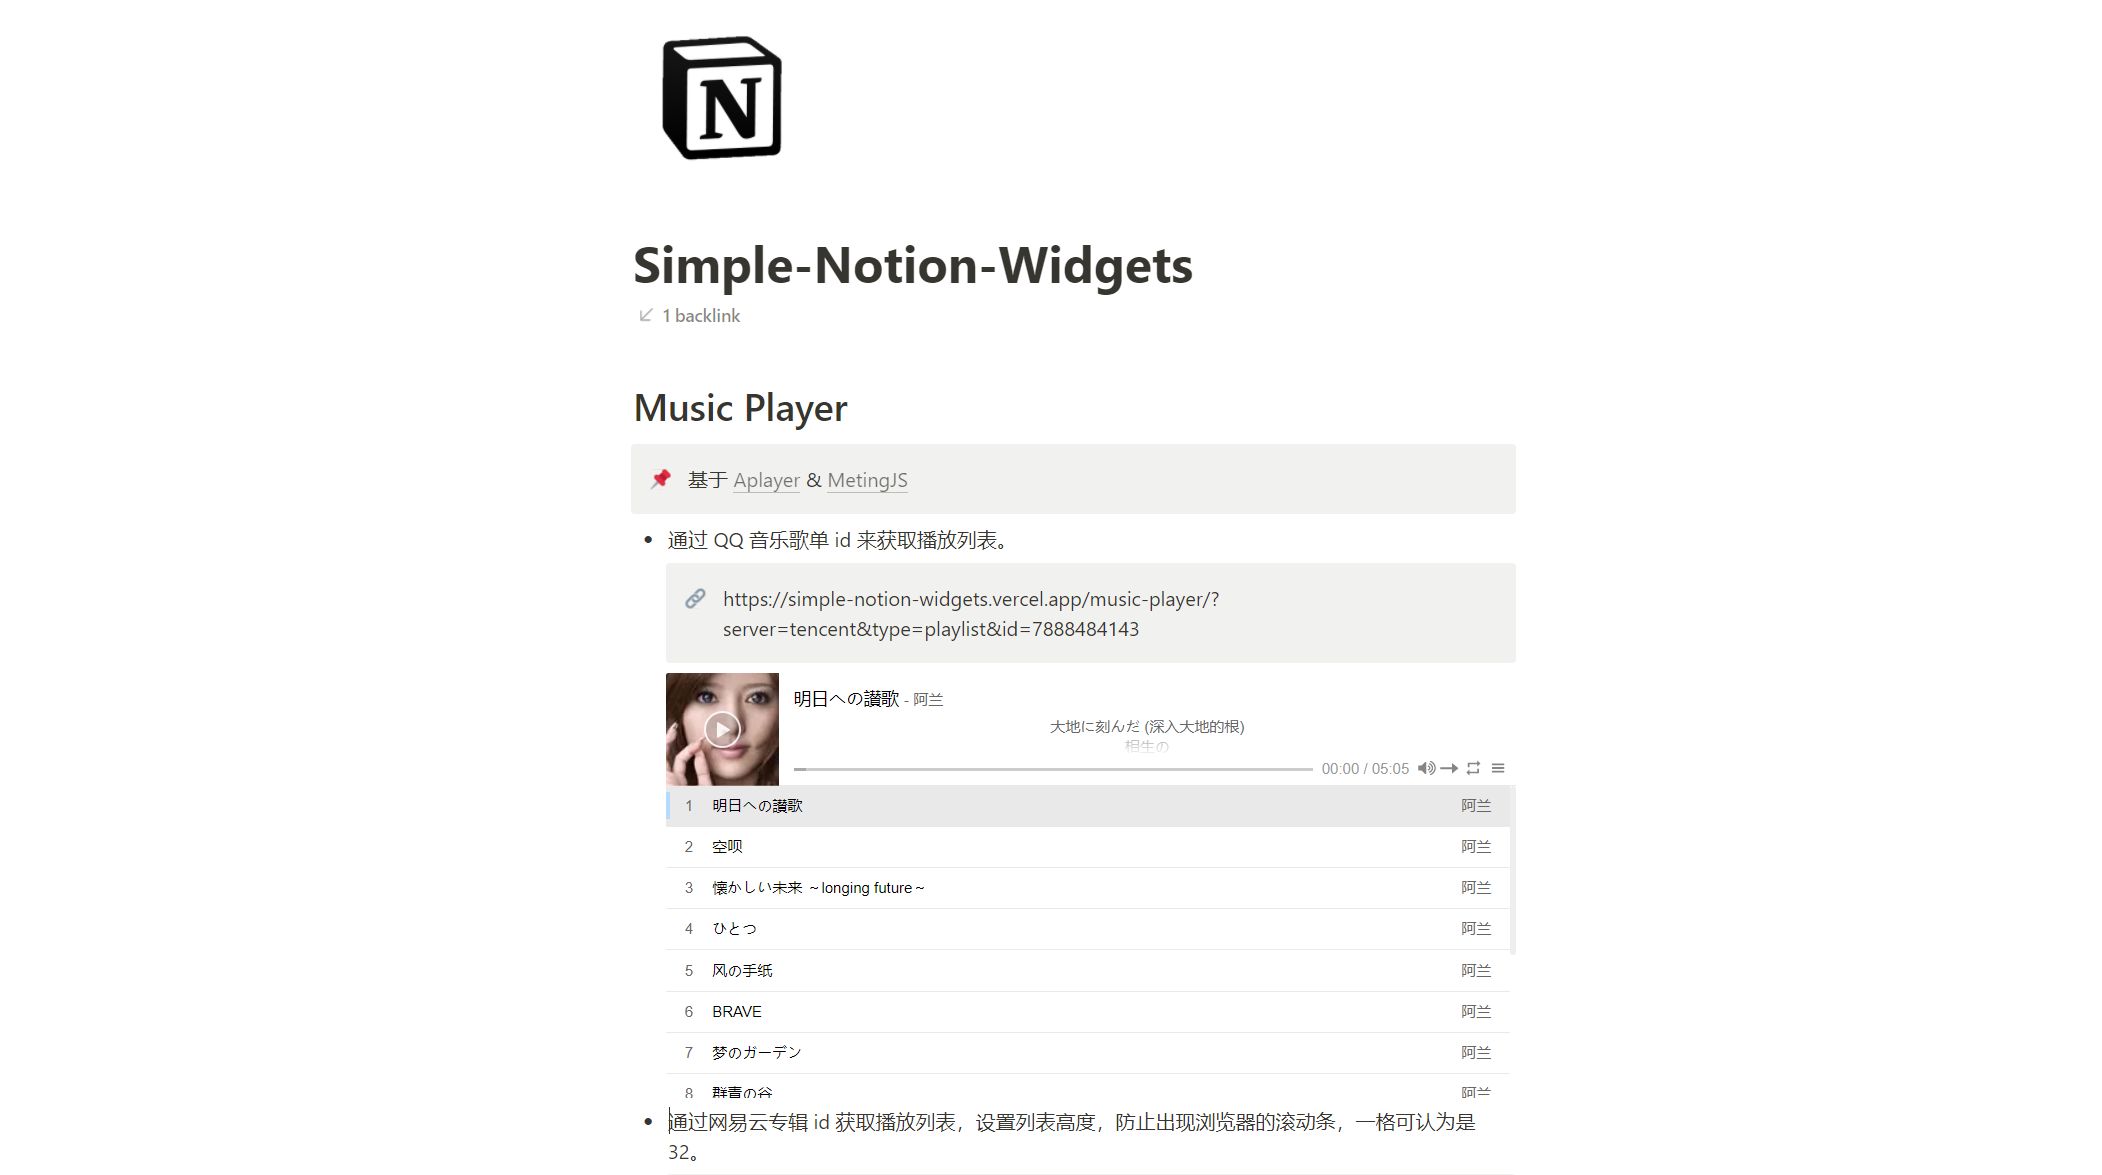 N
Simple-Notion-Widgets
1 backlink
Music Player
基于 Aplayer & MetingJS
通过 QQ 音乐歌单 id 来获取播放列表。
https://simple-notion-widgets.vercel.app/music-player/?
server=tencent&type=playlist&id=7888484143
明日への讃歌 - 阿兰
大地に刻んだ (深入大地的根)
相生の
00:00 / 05:05
1 明日への讃歌 阿兰
2 空呗 阿兰
3 懐かしい未来 ～longing future～ 阿兰
4 ひとつ 阿兰
5 风の手纸 阿兰
6 BRAVE 阿兰
7 梦のガーデン 阿兰
8 群青の谷 阿兰
通过网易云专辑 id 获取播放列表，设置列表高度，防止出现浏览器的滚动条，一格可认为是
32。